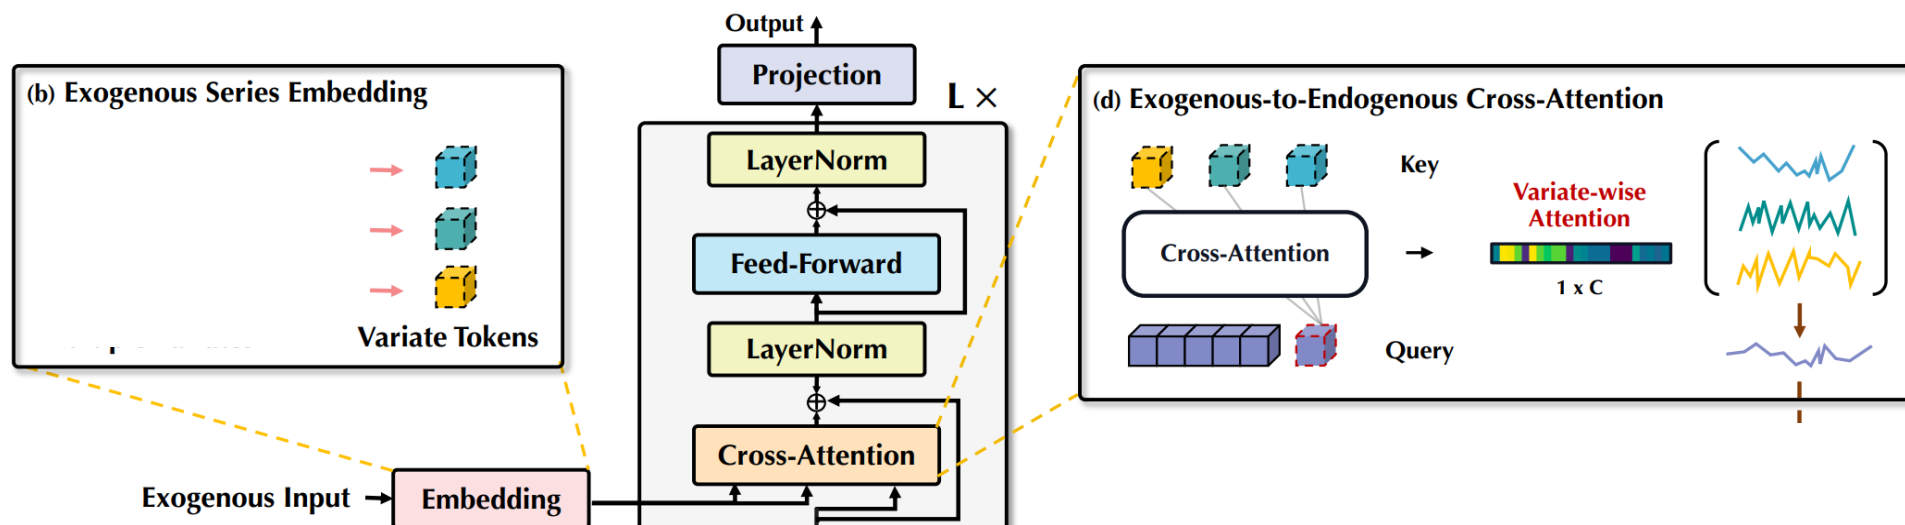 Output
Projection
L ×
LayerNorm
Feed-Forward
LayerNorm
Cross-Attention
(b) Exogenous Series Embedding
Variate Tokens
Exogenous Input
Embedding
(d) Exogenous-to-Endogenous Cross-Attention
Key
Cross-Attention
Query
Variate-wise
Attention
1 x C